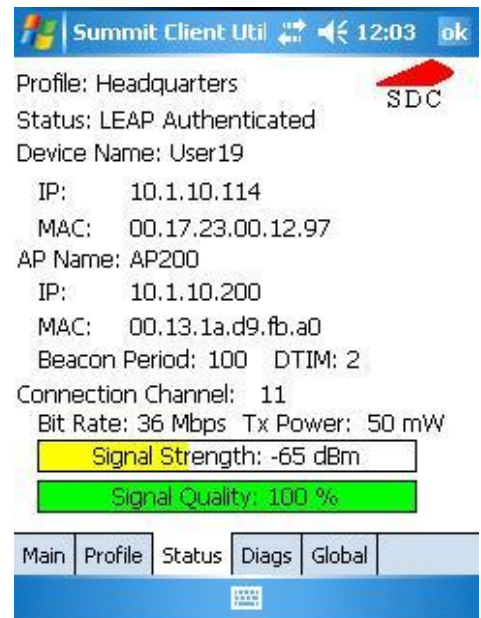 Summit Client Util 12:03 ok
Profile: Headquarters
SDC
Status: LEAP Authenticated
Device Name: User19
IP: 10.1.10.114
MAC: 00.17.23.00.12.97
AP Name: AP200
IP: 10.1.10.200
MAC: 00.13.1a.d9.fb.a0
Beacon Period: 100 DTIM: 2
Connection Channel: 11
Bit Rate: 36 Mbps Tx Power: 50 mW
Signal Strength: -65 dBm
Signal Quality: 100 %
Main Profile Status Diags Global